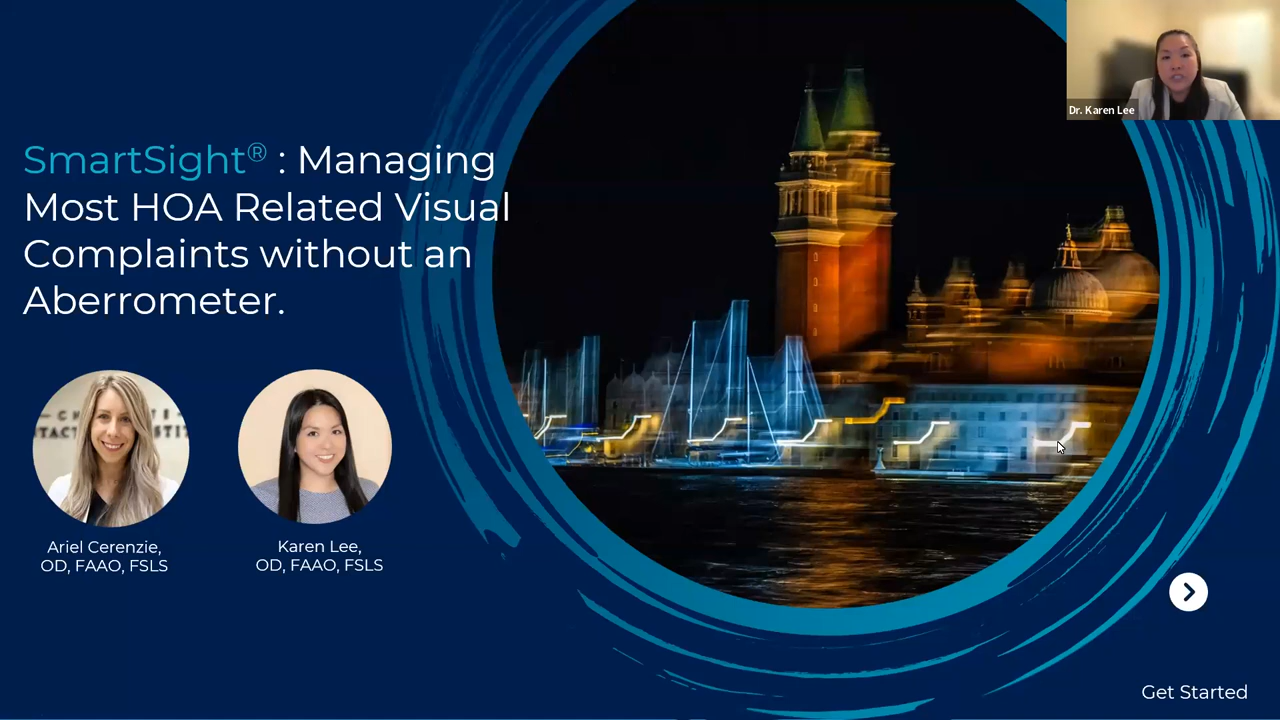 Dr. Karen Lee
SmartSight® : Managing
Most HOA Related Visual
Complaints without an
Aberrometer.
Ariel Cerenzie,
OD, FAAO, FSLS
Karen Lee,
OD, FAAO, FSLS
Get Started